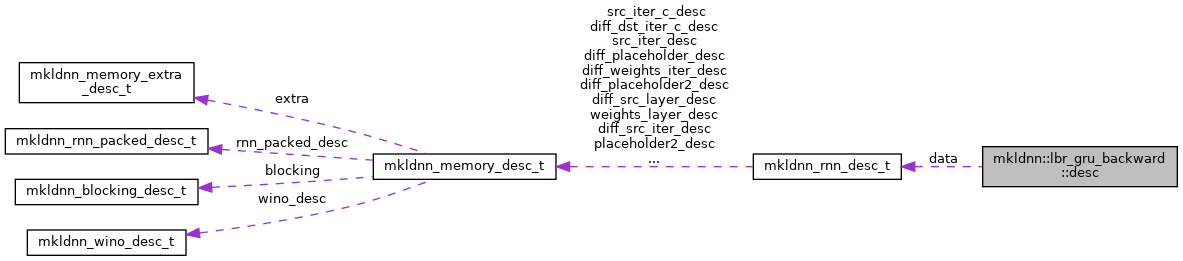 src_iter_c_desc
diff_dst_iter_c_desc
src_iter_desc
diff_placeholder_desc
diff_weights_iter_desc
diff_placeholder2_desc
diff_src_layer_desc
weights_layer_desc
diff_src_iter_desc
placeholder2_desc
...
mkldnn_memory_extra
_desc_t
extra
mkldnn_rnn_packed_desc_t
rnn_packed_desc
mkldnn_blocking_desc_t
blocking
mkldnn_wino_desc_t
wino_desc
mkldnn_memory_desc_t
mkldnn_rnn_desc_t
data
mkldnn::lbr_gru_backward
::desc